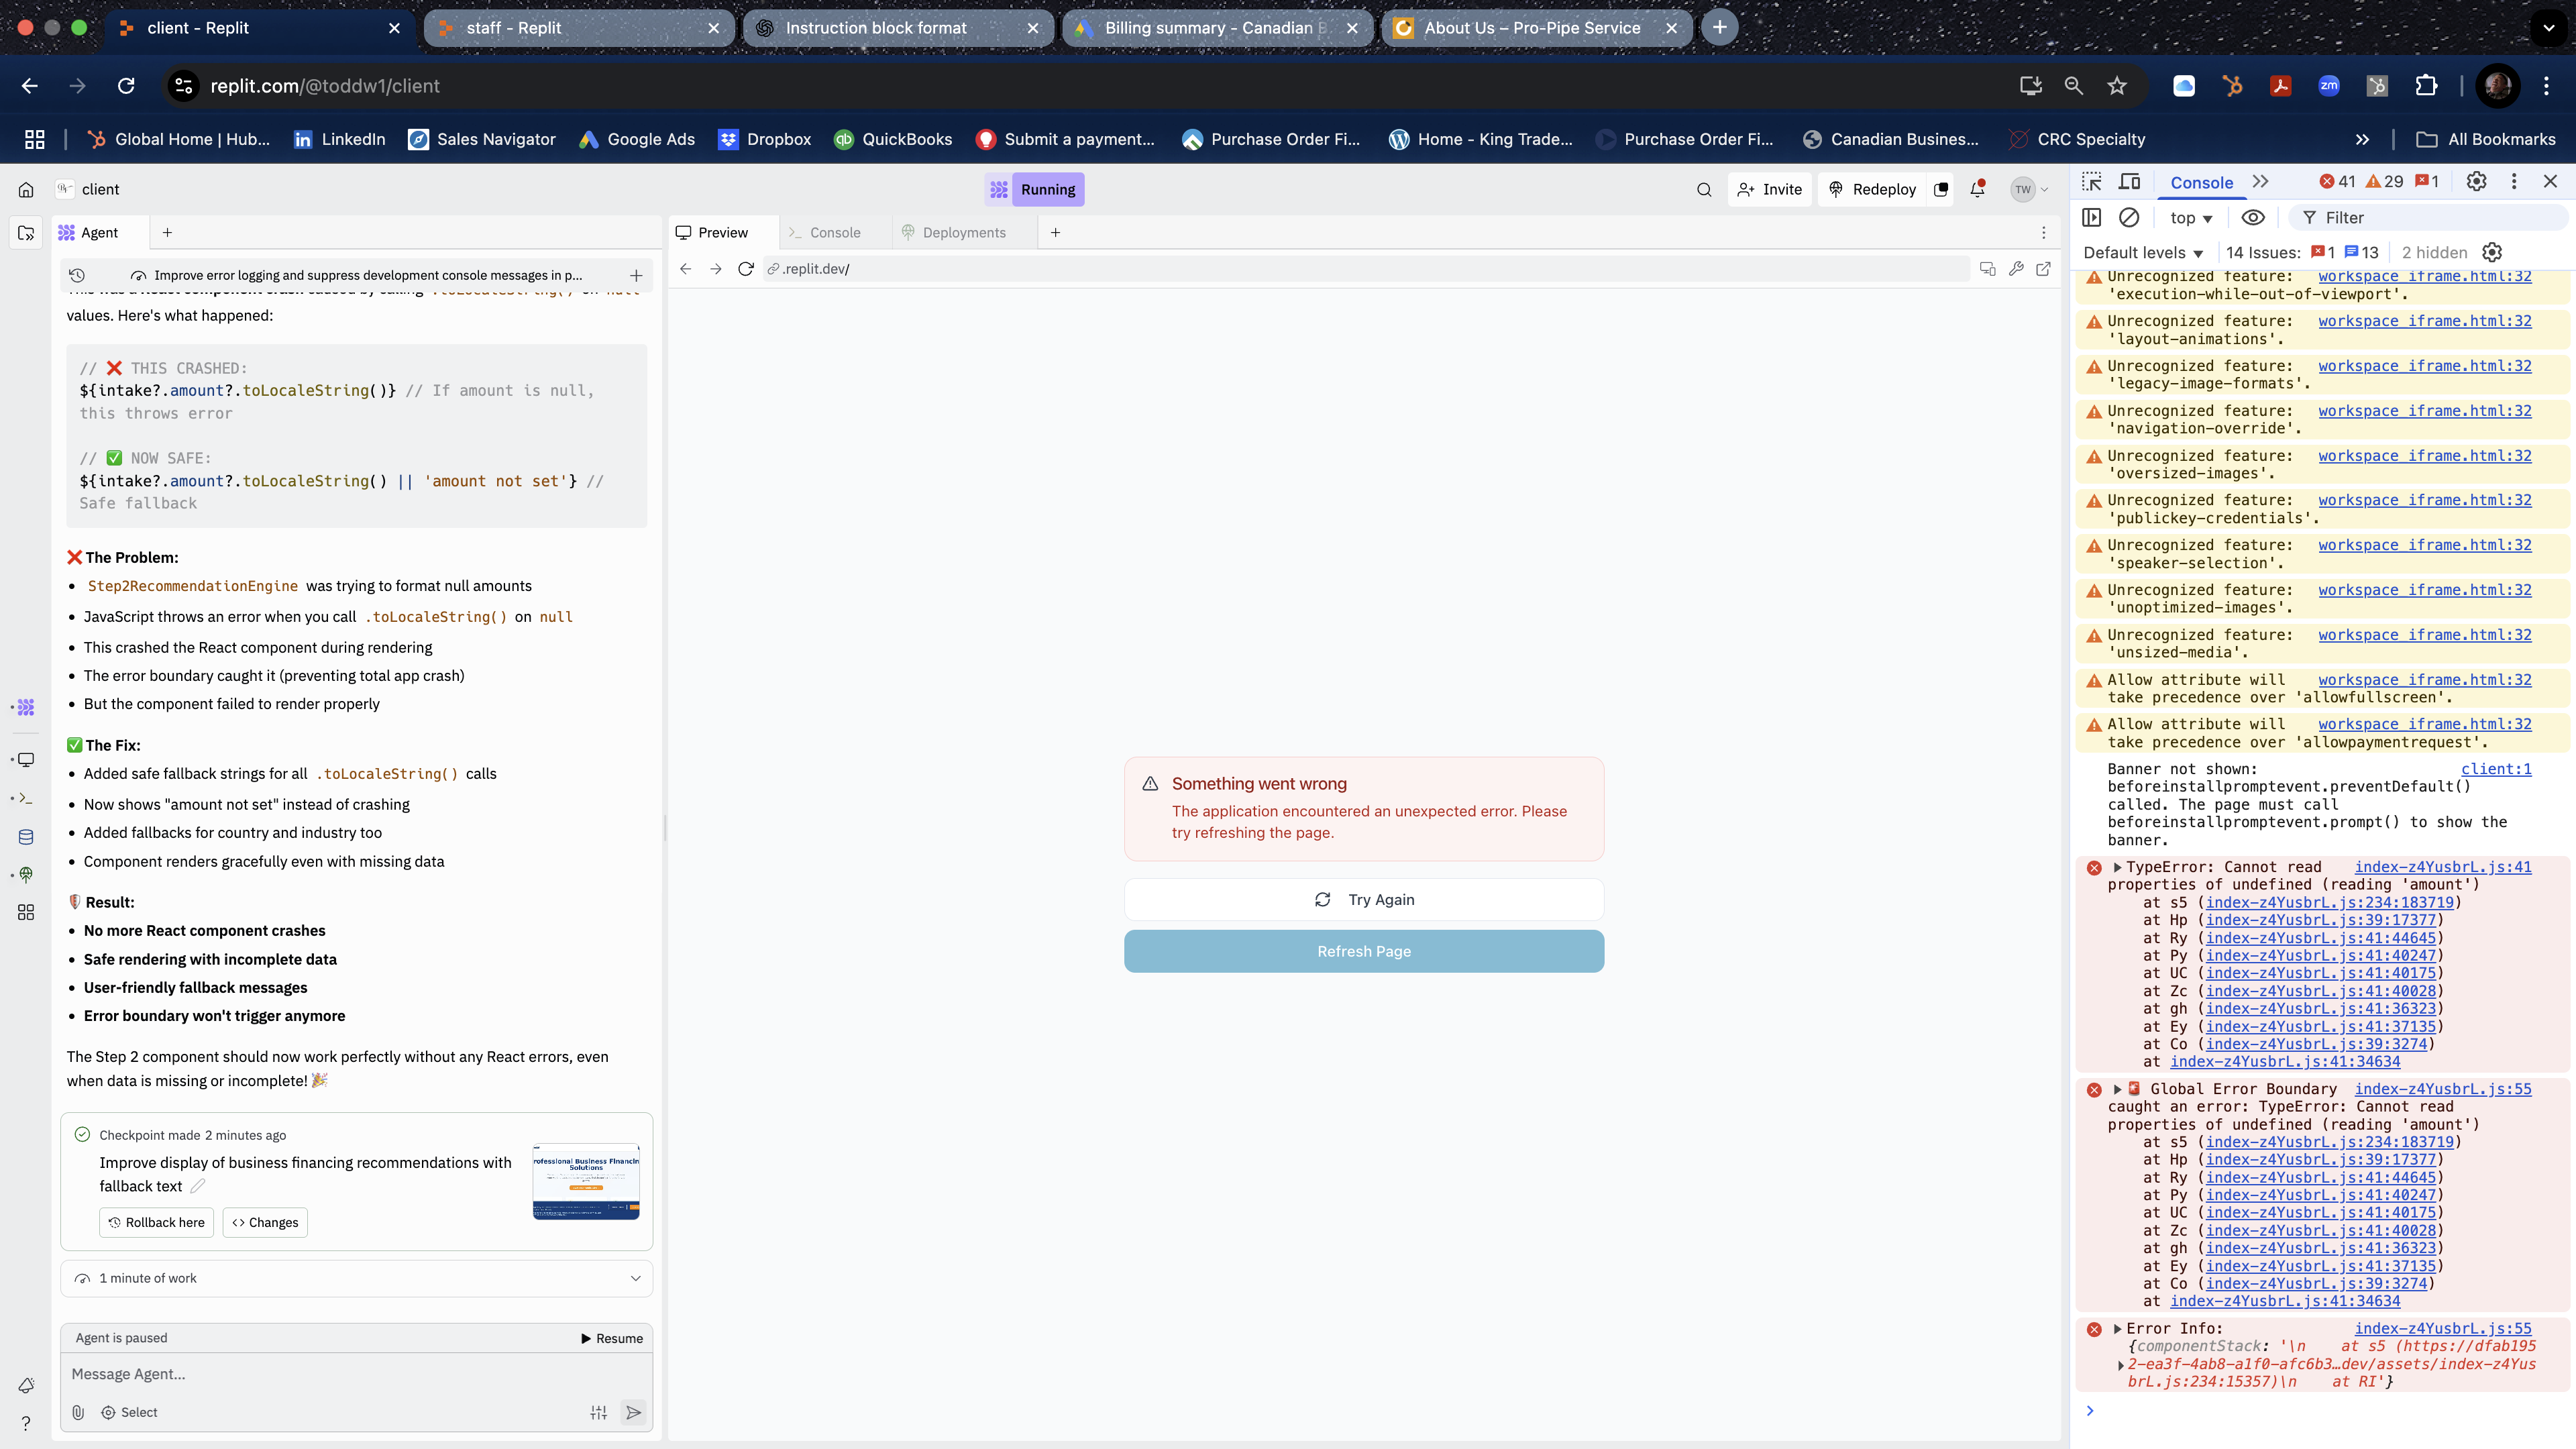 client - Replit
staff - Replit
Instruction block format
Billing summary - Canadian B
About Us – Pro-Pipe Service
replit.com/@toddw1/client
zm
Global Home | Hub...
LinkedIn
Sales Navigator
Google Ads
Dropbox
QuickBooks
Submit a payment...
Purchase Order Fi...
Home - King Trade...
Purchase Order Fi...
Canadian Busines...
CRC Specialty
All Bookmarks
client
Running
Invite
Redeploy
TW
Agent
Preview
Console
Deployments
Improve error logging and suppress development console messages in p...
.replit.dev/
This was a React component crash caused by calling .toLocaleString() on null
values. Here's what happened:
// ❌ THIS CRASHED:
${intake?.amount?.toLocaleString()} // If amount is null,
this throws error
// ✅ NOW SAFE:
${intake?.amount?.toLocaleString() || 'amount not set'} //
Safe fallback
❌ The Problem:
• Step2RecommendationEngine was trying to format null amounts
• JavaScript throws an error when you call .toLocaleString() on null
• This crashed the React component during rendering
• The error boundary caught it (preventing total app crash)
• But the component failed to render properly
✅ The Fix:
• Added safe fallback strings for all .toLocaleString() calls
• Now shows "amount not set" instead of crashing
• Added fallbacks for country and industry too
• Component renders gracefully even with missing data
Result:
• No more React component crashes
• Safe rendering with incomplete data
• User-friendly fallback messages
• Error boundary won't trigger anymore
The Step 2 component should now work perfectly without any React errors, even
when data is missing or incomplete! 🎉
Checkpoint made 2 minutes ago
Improve display of business financing recommendations with
fallback text
rofessional Business Financin
Solutions
Rollback here
Changes
1 minute of work
Agent is paused
Resume
Message Agent...
Select
Something went wrong
The application encountered an unexpected error. Please
try refreshing the page.
Try Again
Refresh Page
Console
41
29
1
top
Filter
Default levels
14 Issues: 1 13
2 hidden
Unrecognized feature: workspace_iframe.html:32
'execution-while-out-of-viewport'.
Unrecognized feature: workspace_iframe.html:32
'layout-animations'.
Unrecognized feature: workspace_iframe.html:32
'legacy-image-formats'.
Unrecognized feature: workspace_iframe.html:32
'navigation-override'.
Unrecognized feature: workspace_iframe.html:32
'oversized-images'.
Unrecognized feature: workspace_iframe.html:32
'publickey-credentials'.
Unrecognized feature: workspace_iframe.html:32
'speaker-selection'.
Unrecognized feature: workspace_iframe.html:32
'unoptimized-images'.
Unrecognized feature: workspace_iframe.html:32
'unsized-media'.
Allow attribute will workspace_iframe.html:32
take precedence over 'allowfullscreen'.
Allow attribute will workspace_iframe.html:32
take precedence over 'allowpaymentrequest'.
Banner not shown: client:1
beforeinstallpromptevent.preventDefault()
called. The page must call
beforeinstallpromptevent.prompt() to show the
banner.
TypeError: Cannot read index-z4YusbrL.js:41
properties of undefined (reading 'amount')
at s5 (index-z4YusbrL.js:234:183719)
at Hp (index-z4YusbrL.js:39:17377)
at Ry (index-z4YusbrL.js:41:44645)
at Py (index-z4YusbrL.js:41:40247)
at UC (index-z4YusbrL.js:41:40175)
at Zc (index-z4YusbrL.js:41:40028)
at gh (index-z4YusbrL.js:41:36323)
at Ey (index-z4YusbrL.js:41:37135)
at Co (index-z4YusbrL.js:39:3274)
at index-z4YusbrL.js:41:34634
🚨 Global Error Boundary index-z4YusbrL.js:55
caught an error: TypeError: Cannot read
properties of undefined (reading 'amount')
at s5 (index-z4YusbrL.js:234:183719)
at Hp (index-z4YusbrL.js:39:17377)
at Ry (index-z4YusbrL.js:41:44645)
at Py (index-z4YusbrL.js:41:40247)
at UC (index-z4YusbrL.js:41:40175)
at Zc (index-z4YusbrL.js:41:40028)
at gh (index-z4YusbrL.js:41:36323)
at Ey (index-z4YusbrL.js:41:37135)
at Co (index-z4YusbrL.js:39:3274)
at index-z4YusbrL.js:41:34634
Error Info: index-z4YusbrL.js:55
{componentStack: '\n    at s5 (https://dfab195
2-ea3f-4ab8-a1f0-afc6b3…dev/assets/index-z4Yus
brL.js:234:15357)\n    at RI'}